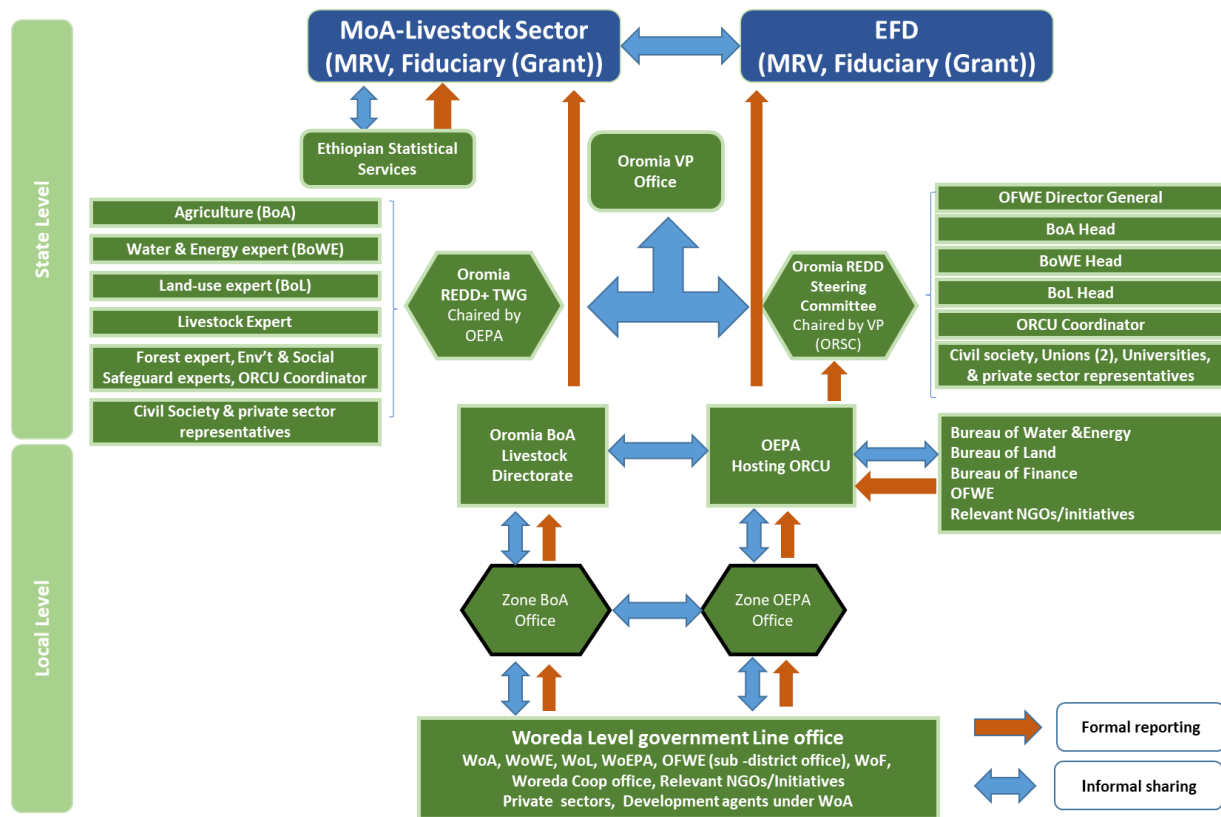 MoA-Livestock Sector
(MRV, Fiduciary (Grant))
EFD
(MRV, Fiduciary (Grant))
State Level
Ethiopian Statistical
Services
Oromia VP
Office
Agriculture (BoA)
Water & Energy expert (BoWE)
Land-use expert (BoL)
Livestock Expert
Forest expert, Env't & Social
Safeguard experts, ORCU Coordinator
Civil Society & private sector
representatives
Oromia
REDD+ TWG
Chaired by
OEPA
Oromia REDD
Steering
Committee
Chaired by VP
(ORSC)
OFWE Director General
BoA Head
BoWE Head
BoL Head
ORCU Coordinator
Civil society, Unions (2), Universities,
& private sector representatives
Oromia BoA
Livestock
Directorate
OEPA
Hosting ORCU
Bureau of Water &Energy
Bureau of Land
Bureau of Finance
OFWE
Relevant NGOs/initiatives
Local Level
Zone BoA
Office
Zone OEPA
Office
Woreda Level government Line office
WoA, WoWE, WoL, WoEPA, OFWE (sub -district office), WoF,
Woreda Coop office, Relevant NGOs/Initiatives
Private sectors, Development agents under WoA
Formal reporting
Informal sharing